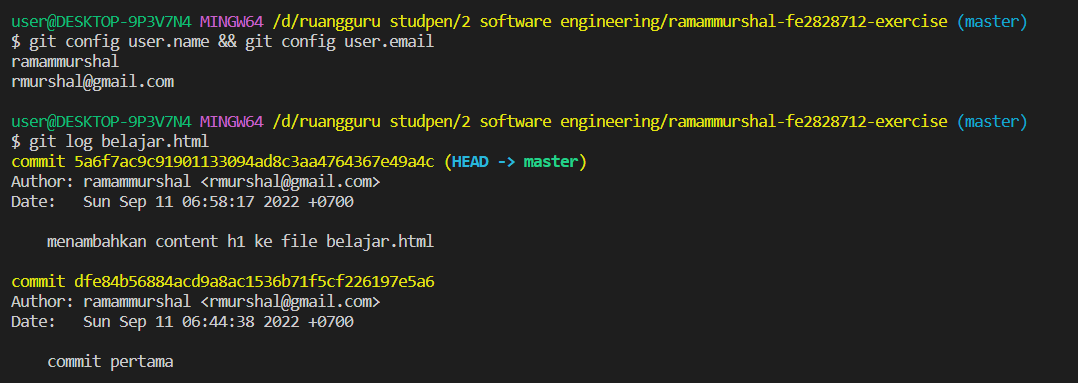 user@DESKTOP-9P3V7N4 MINGW64 /d/ruangguru studpen/2 software engineering/ramammurshal-fe2828712-exercise (master)
$ git config user.name && git config user.email
ramammurshal
rmurshal@gmail.com
user@DESKTOP-9P3V7N4 MINGW64 /d/ruangguru studpen/2 software engineering/ramammurshal-fe2828712-exercise (master)
$ git log belajar.html
commit 5a6f7ac9c91901133094ad8c3aa4764367e49a4c (HEAD -> master)
Author: ramammurshal <rmurshal@gmail.com>
Date:   Sun Sep 11 06:58:17 2022 +0700
menambahkan content h1 ke file belajar.html
commit dfe84b56884acd9a8ac1536b71f5cf226197e5a6
Author: ramammurshal <rmurshal@gmail.com>
Date:   Sun Sep 11 06:44:38 2022 +0700
commit pertama